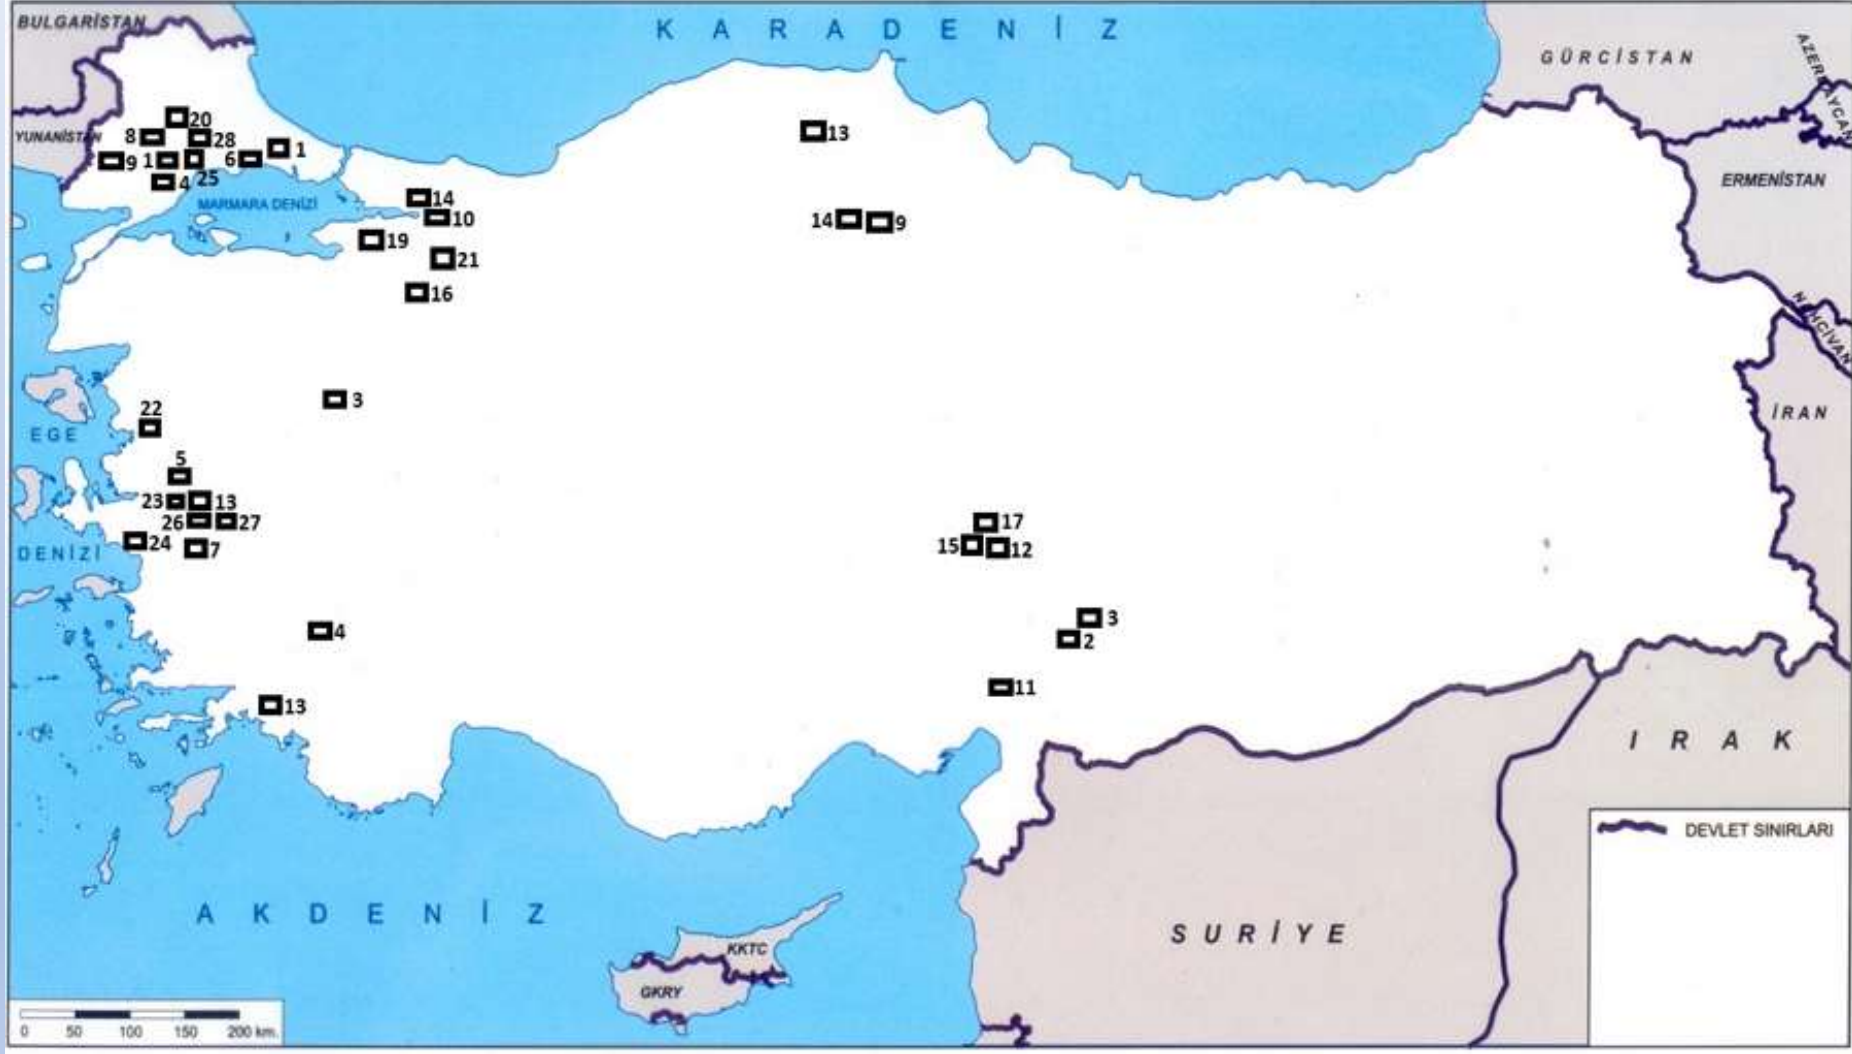 BULGARİSTAN
K A R A D E N İ Z
GÜRCİSTAN
AZERBAYCAN
YUNANİSTAN
ERMENİSTAN
NAHCİVAN
İRAN
20
8
28
1
9
1
25
6
4
MARMARA DENİZİ
13
14
10
14
9
19
21
16
3
22
EGE
5
23
13
26
27
24
DENİZİ
7
17
15
12
4
3
2
13
11
I R A K
DEVLET SINIRLARI
A K D E N İ Z
S U R İ Y E
KKTC
GKRY
0 50 100 150 200 km.